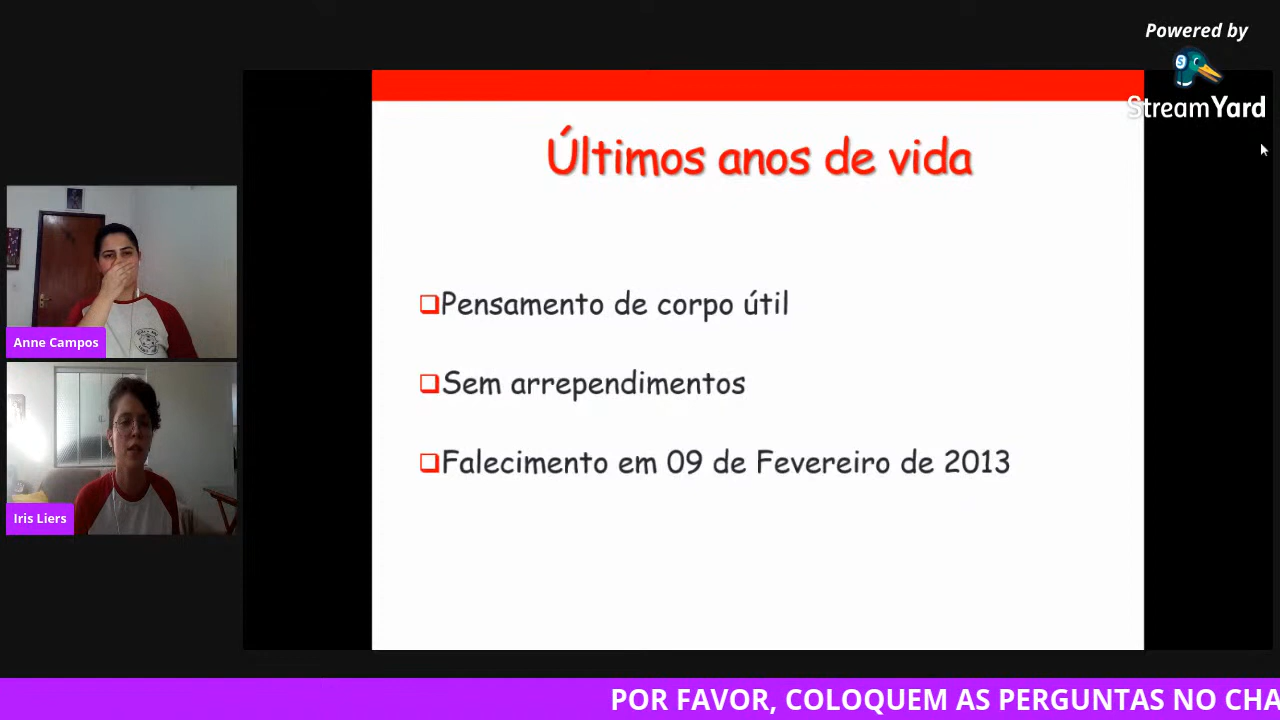 Powered by
StreamYard
Últimos anos de vida
Pensamento de corpo útil
Sem arrependimentos
Falecimento em 09 de Fevereiro de 2013
Anne Campos
Iris Liers
POR FAVOR, COLOQUEM AS PERGUNTAS NO CHA